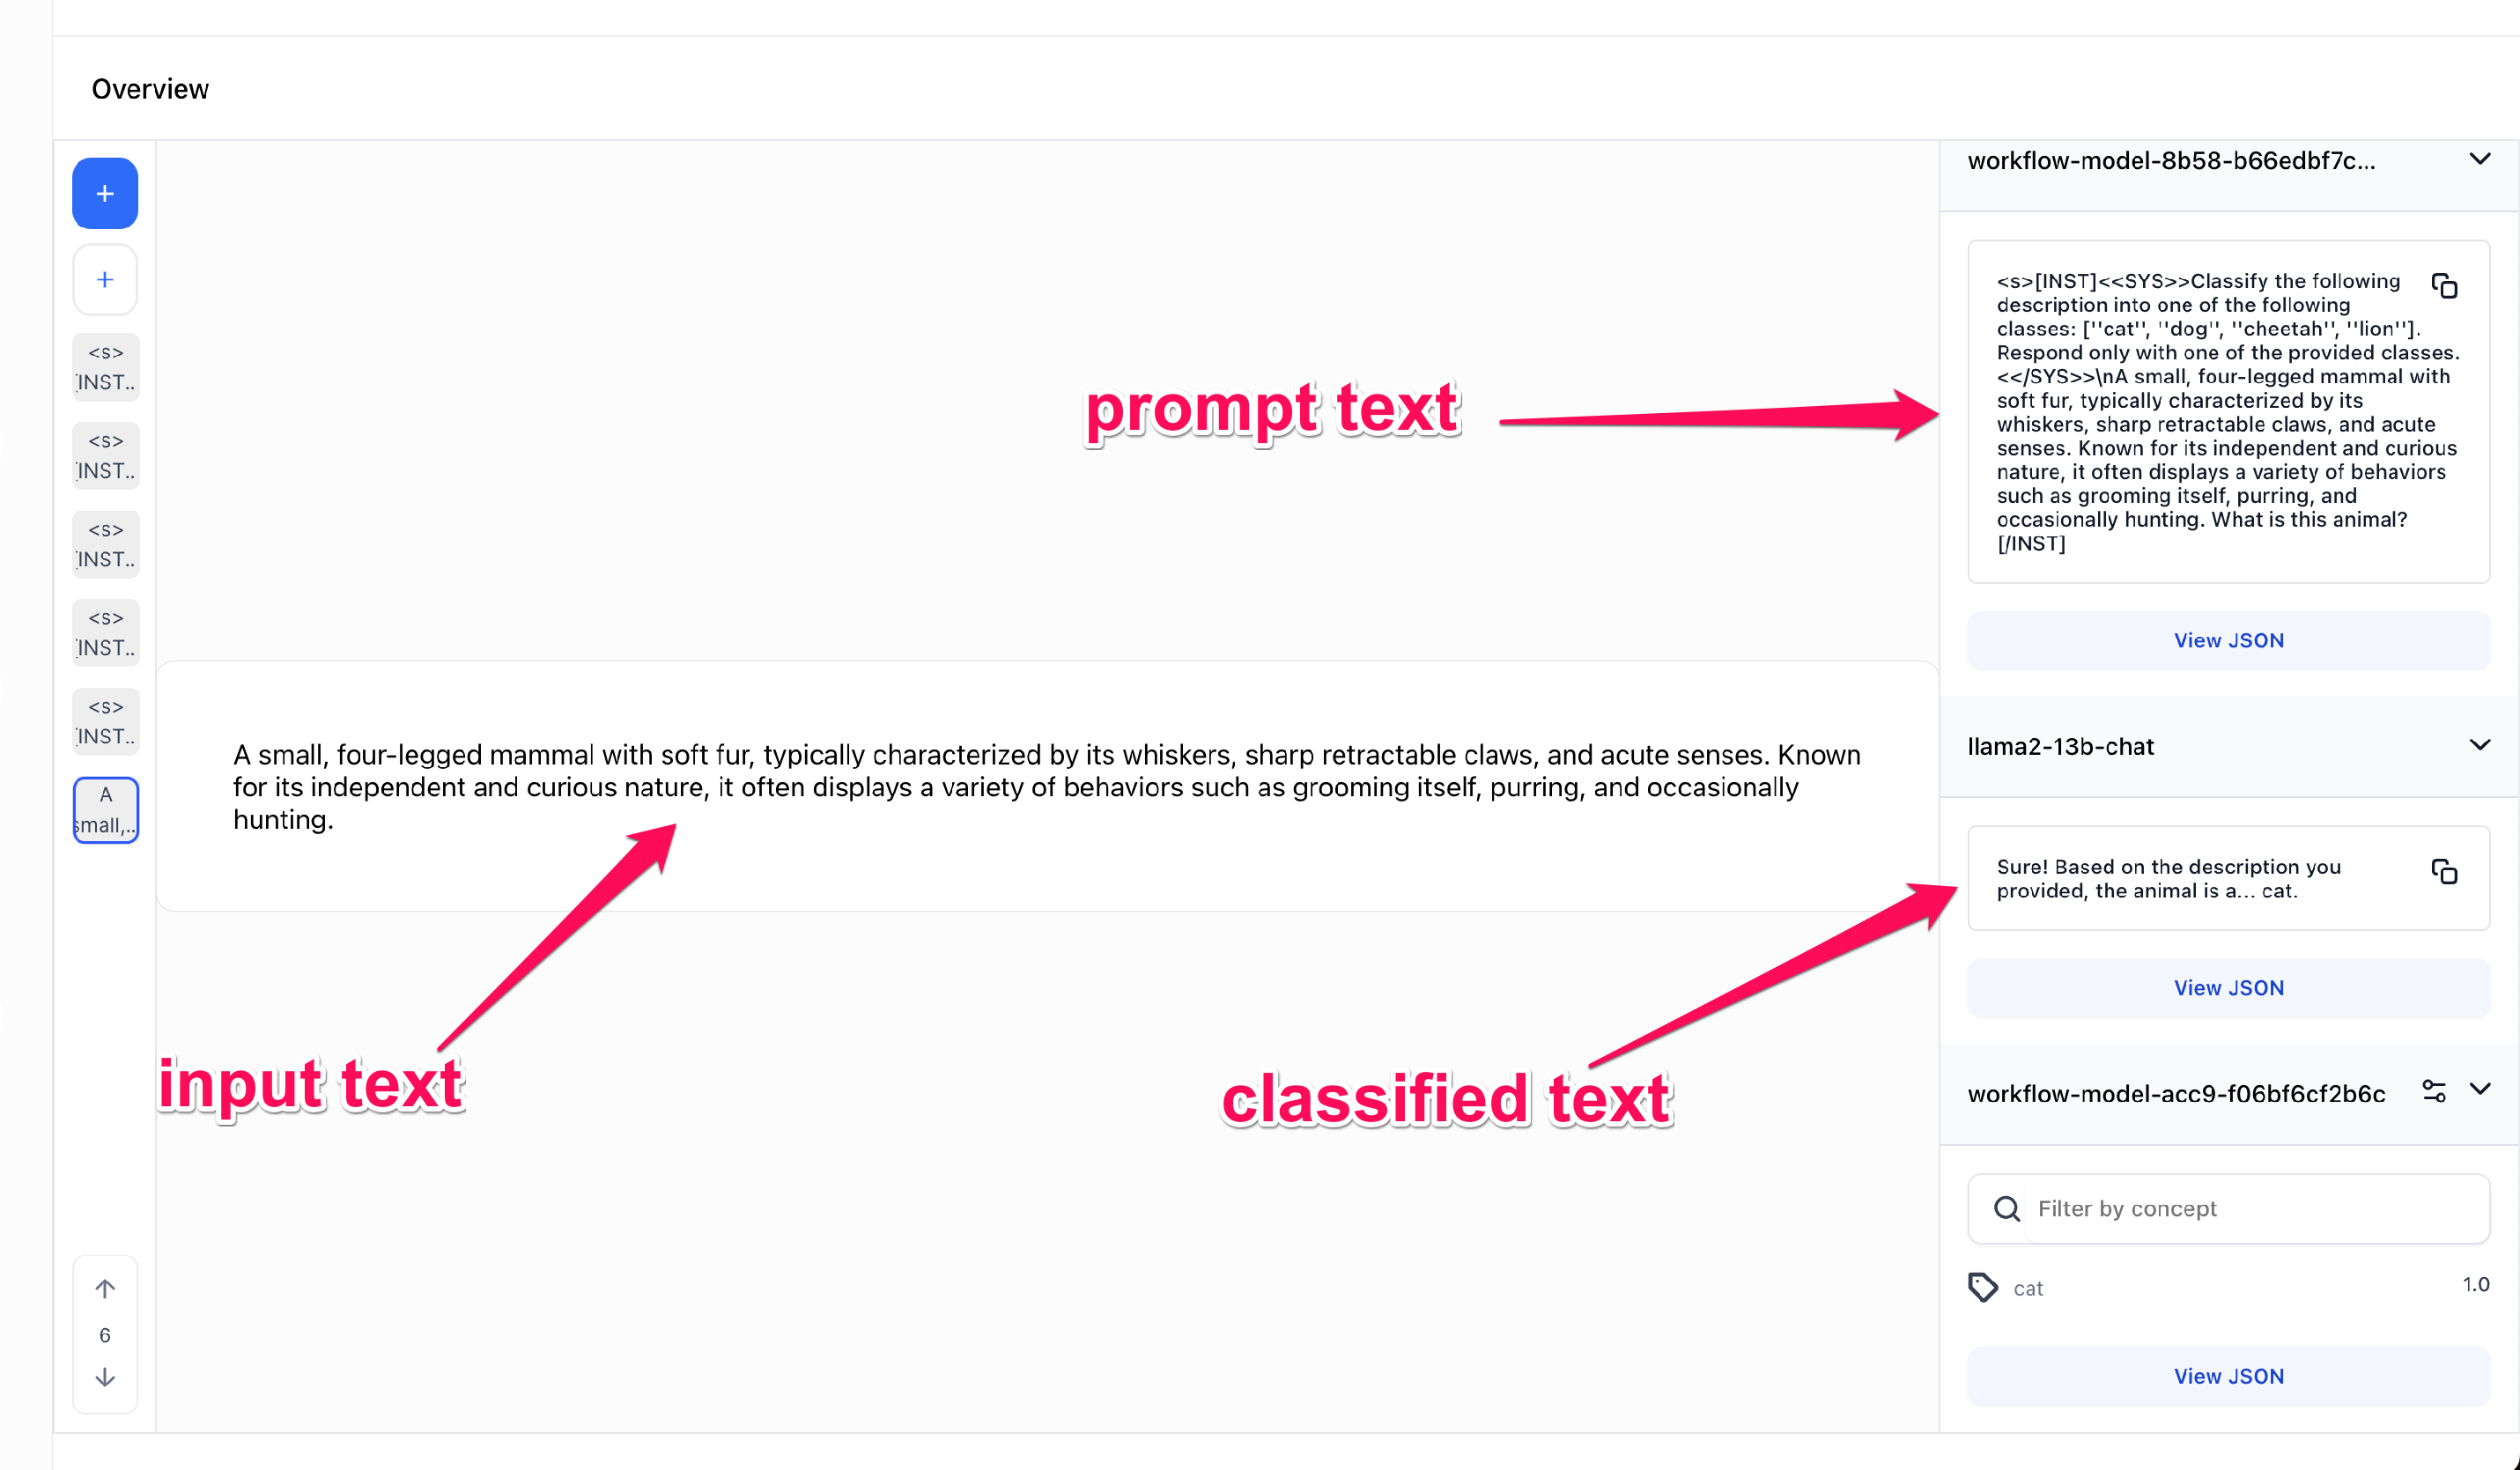 Overview
+
+
<s>
[INST..
<s>
[INST..
<s>
[INST..
<s>
[INST..
<s>
[INST..
A
small,..
6
A small, four-legged mammal with soft fur, typically characterized by its whiskers, sharp retractable claws, and acute senses. Known
for its independent and curious nature, it often displays a variety of behaviors such as grooming itself, purring, and occasionally
hunting.
prompt text
input text
classified text
workflow-model-8b58-b66edbf7c...
<s>[INST]<<SYS>>Classify the following
description into one of the following
classes: [''cat'', ''dog'', ''cheetah'', ''lion''].
Respond only with one of the provided classes.
<</SYS>>\nA small, four-legged mammal with
soft fur, typically characterized by its
whiskers, sharp retractable claws, and acute
senses. Known for its independent and curious
nature, it often displays a variety of behaviors
such as grooming itself, purring, and
occasionally hunting. What is this animal?
[/INST]
View JSON
llama2-13b-chat
Sure! Based on the description you
provided, the animal is a... cat.
View JSON
workflow-model-acc9-f06bf6cf2b6c
Filter by concept
cat 1.0
View JSON